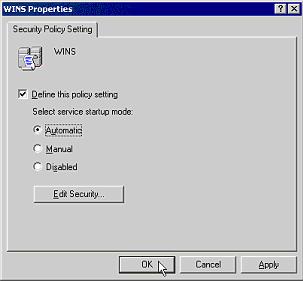 WINS Properties
Security Policy Setting
WINS
Define this policy setting
Select service startup mode:
Automatic
Manual
Disabled
Edit Security...
OK Cancel Apply